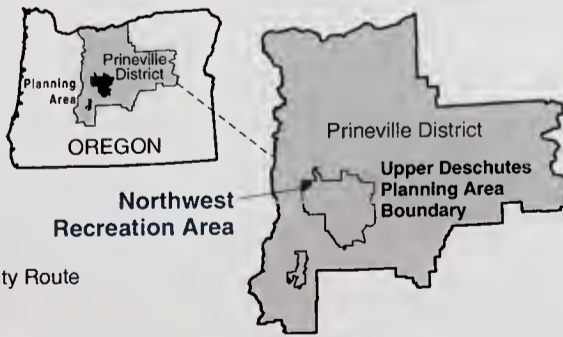 Prineville
District
Planning
Area
OREGON
Prineville District
Upper Deschutes
Planning Area
Boundary
Northwest
Recreation Area
ty Route